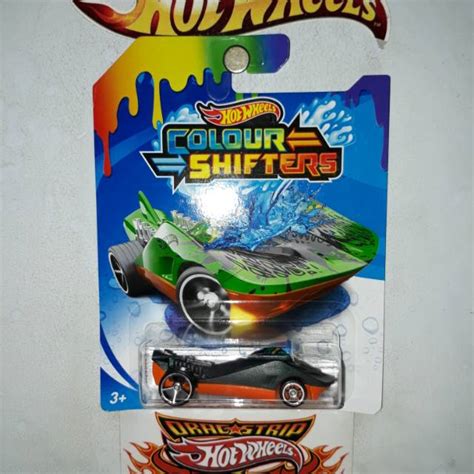 HOT WHEELS
HOT WHEELS
COLOUR
SHIFTERS
3+
DRAG STRIP
HOT WHEELS